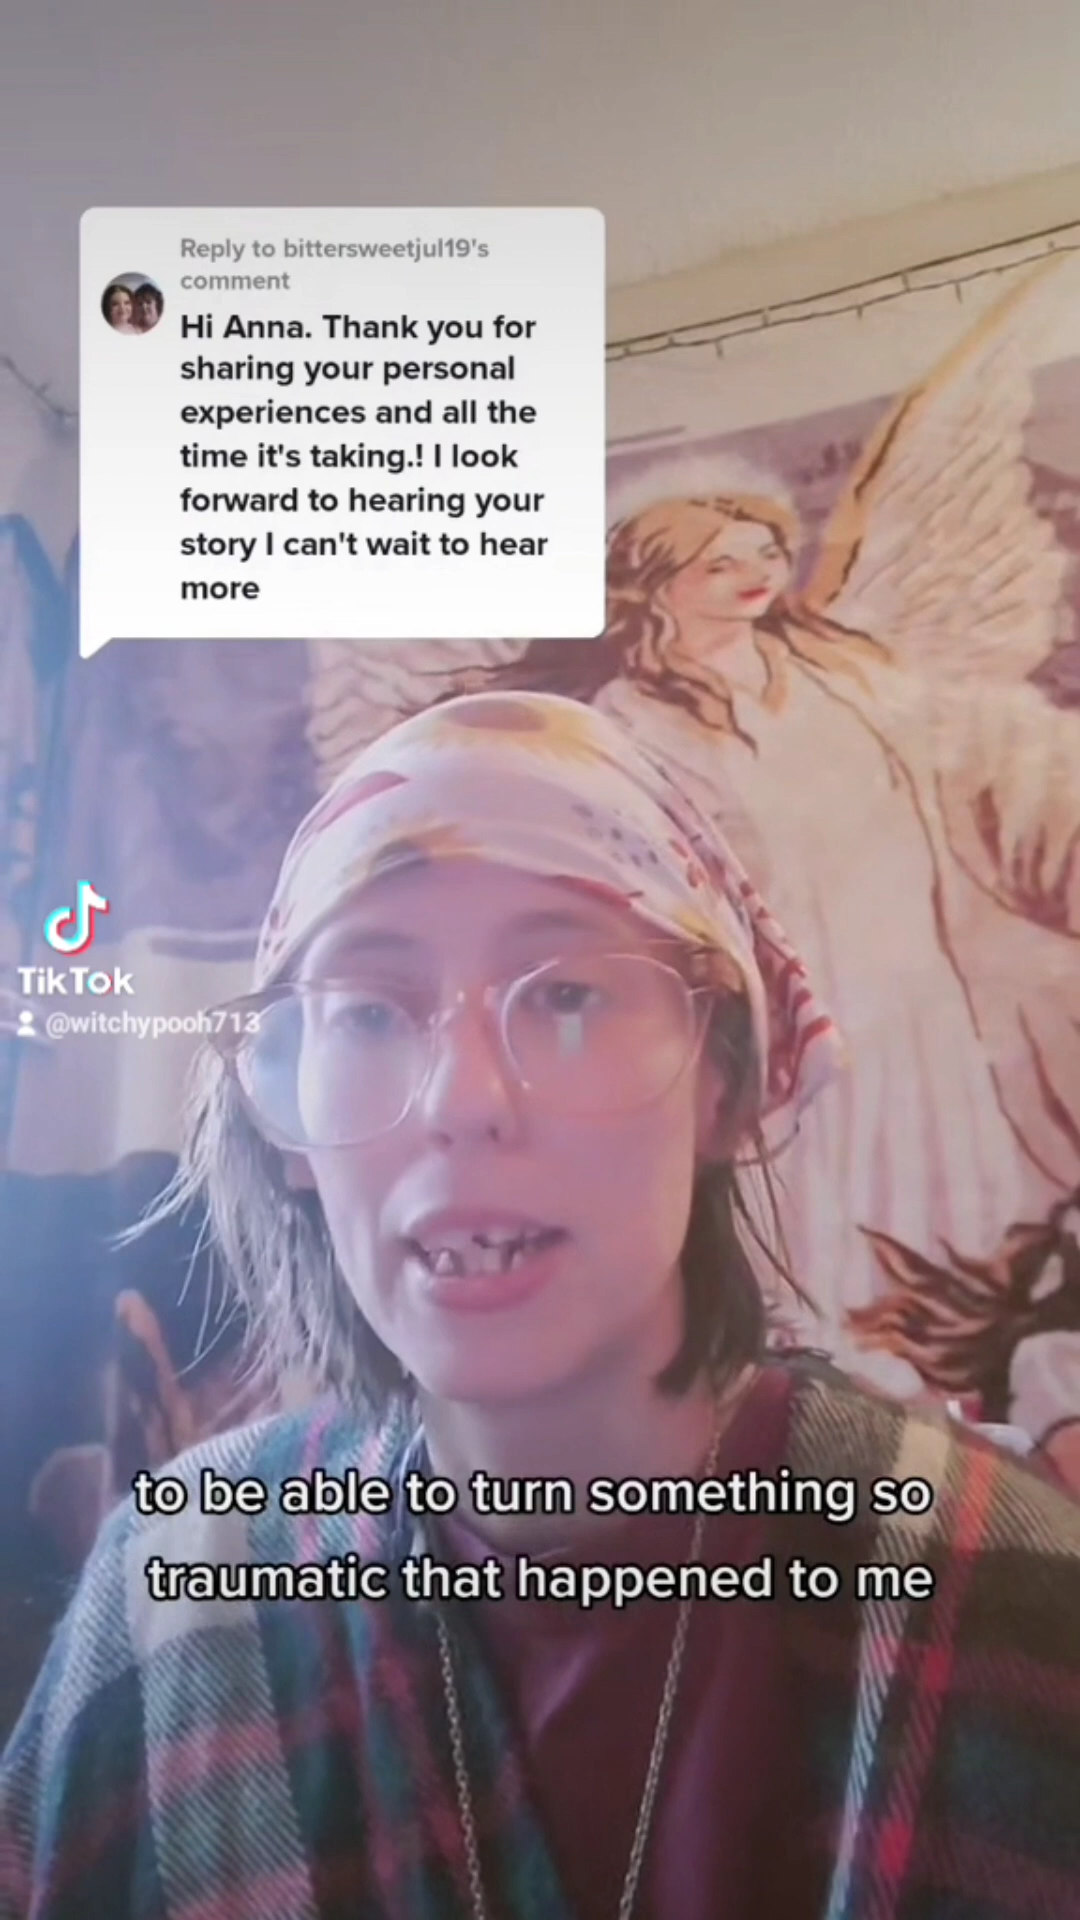 Reply to bittersweetjul19's
comment
Hi Anna. Thank you for
sharing your personal
experiences and all the
time it's taking.! I look
forward to hearing your
story I can't wait to hear
more
TikTok
@witchypooh713
to be able to turn something so
traumatic that happened to me